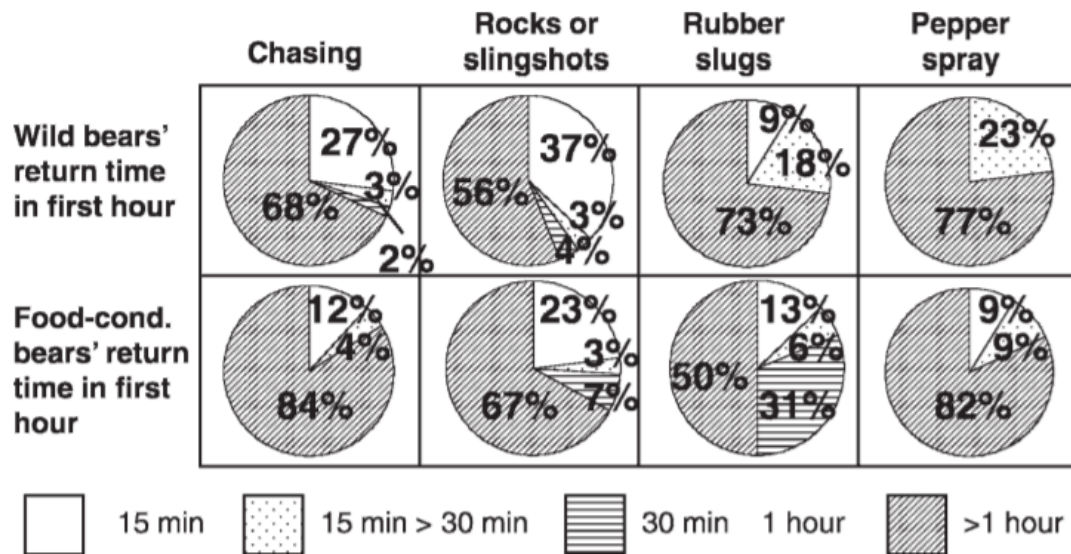 Chasing
Rocks or
slingshots
Rubber
slugs
Pepper
spray
Wild bears'
return time
in first hour
27%
3%
68%
2%
37%
56%
3%
4%
9%
18%
73%
23%
77%
Food-cond.
bears' return
time in first
hour
12%
4%
84%
23%
3%
67%
7%
13%
6%
50%
31%
9%
9%
82%
15 min
15 min > 30 min
30 min 1 hour
>1 hour